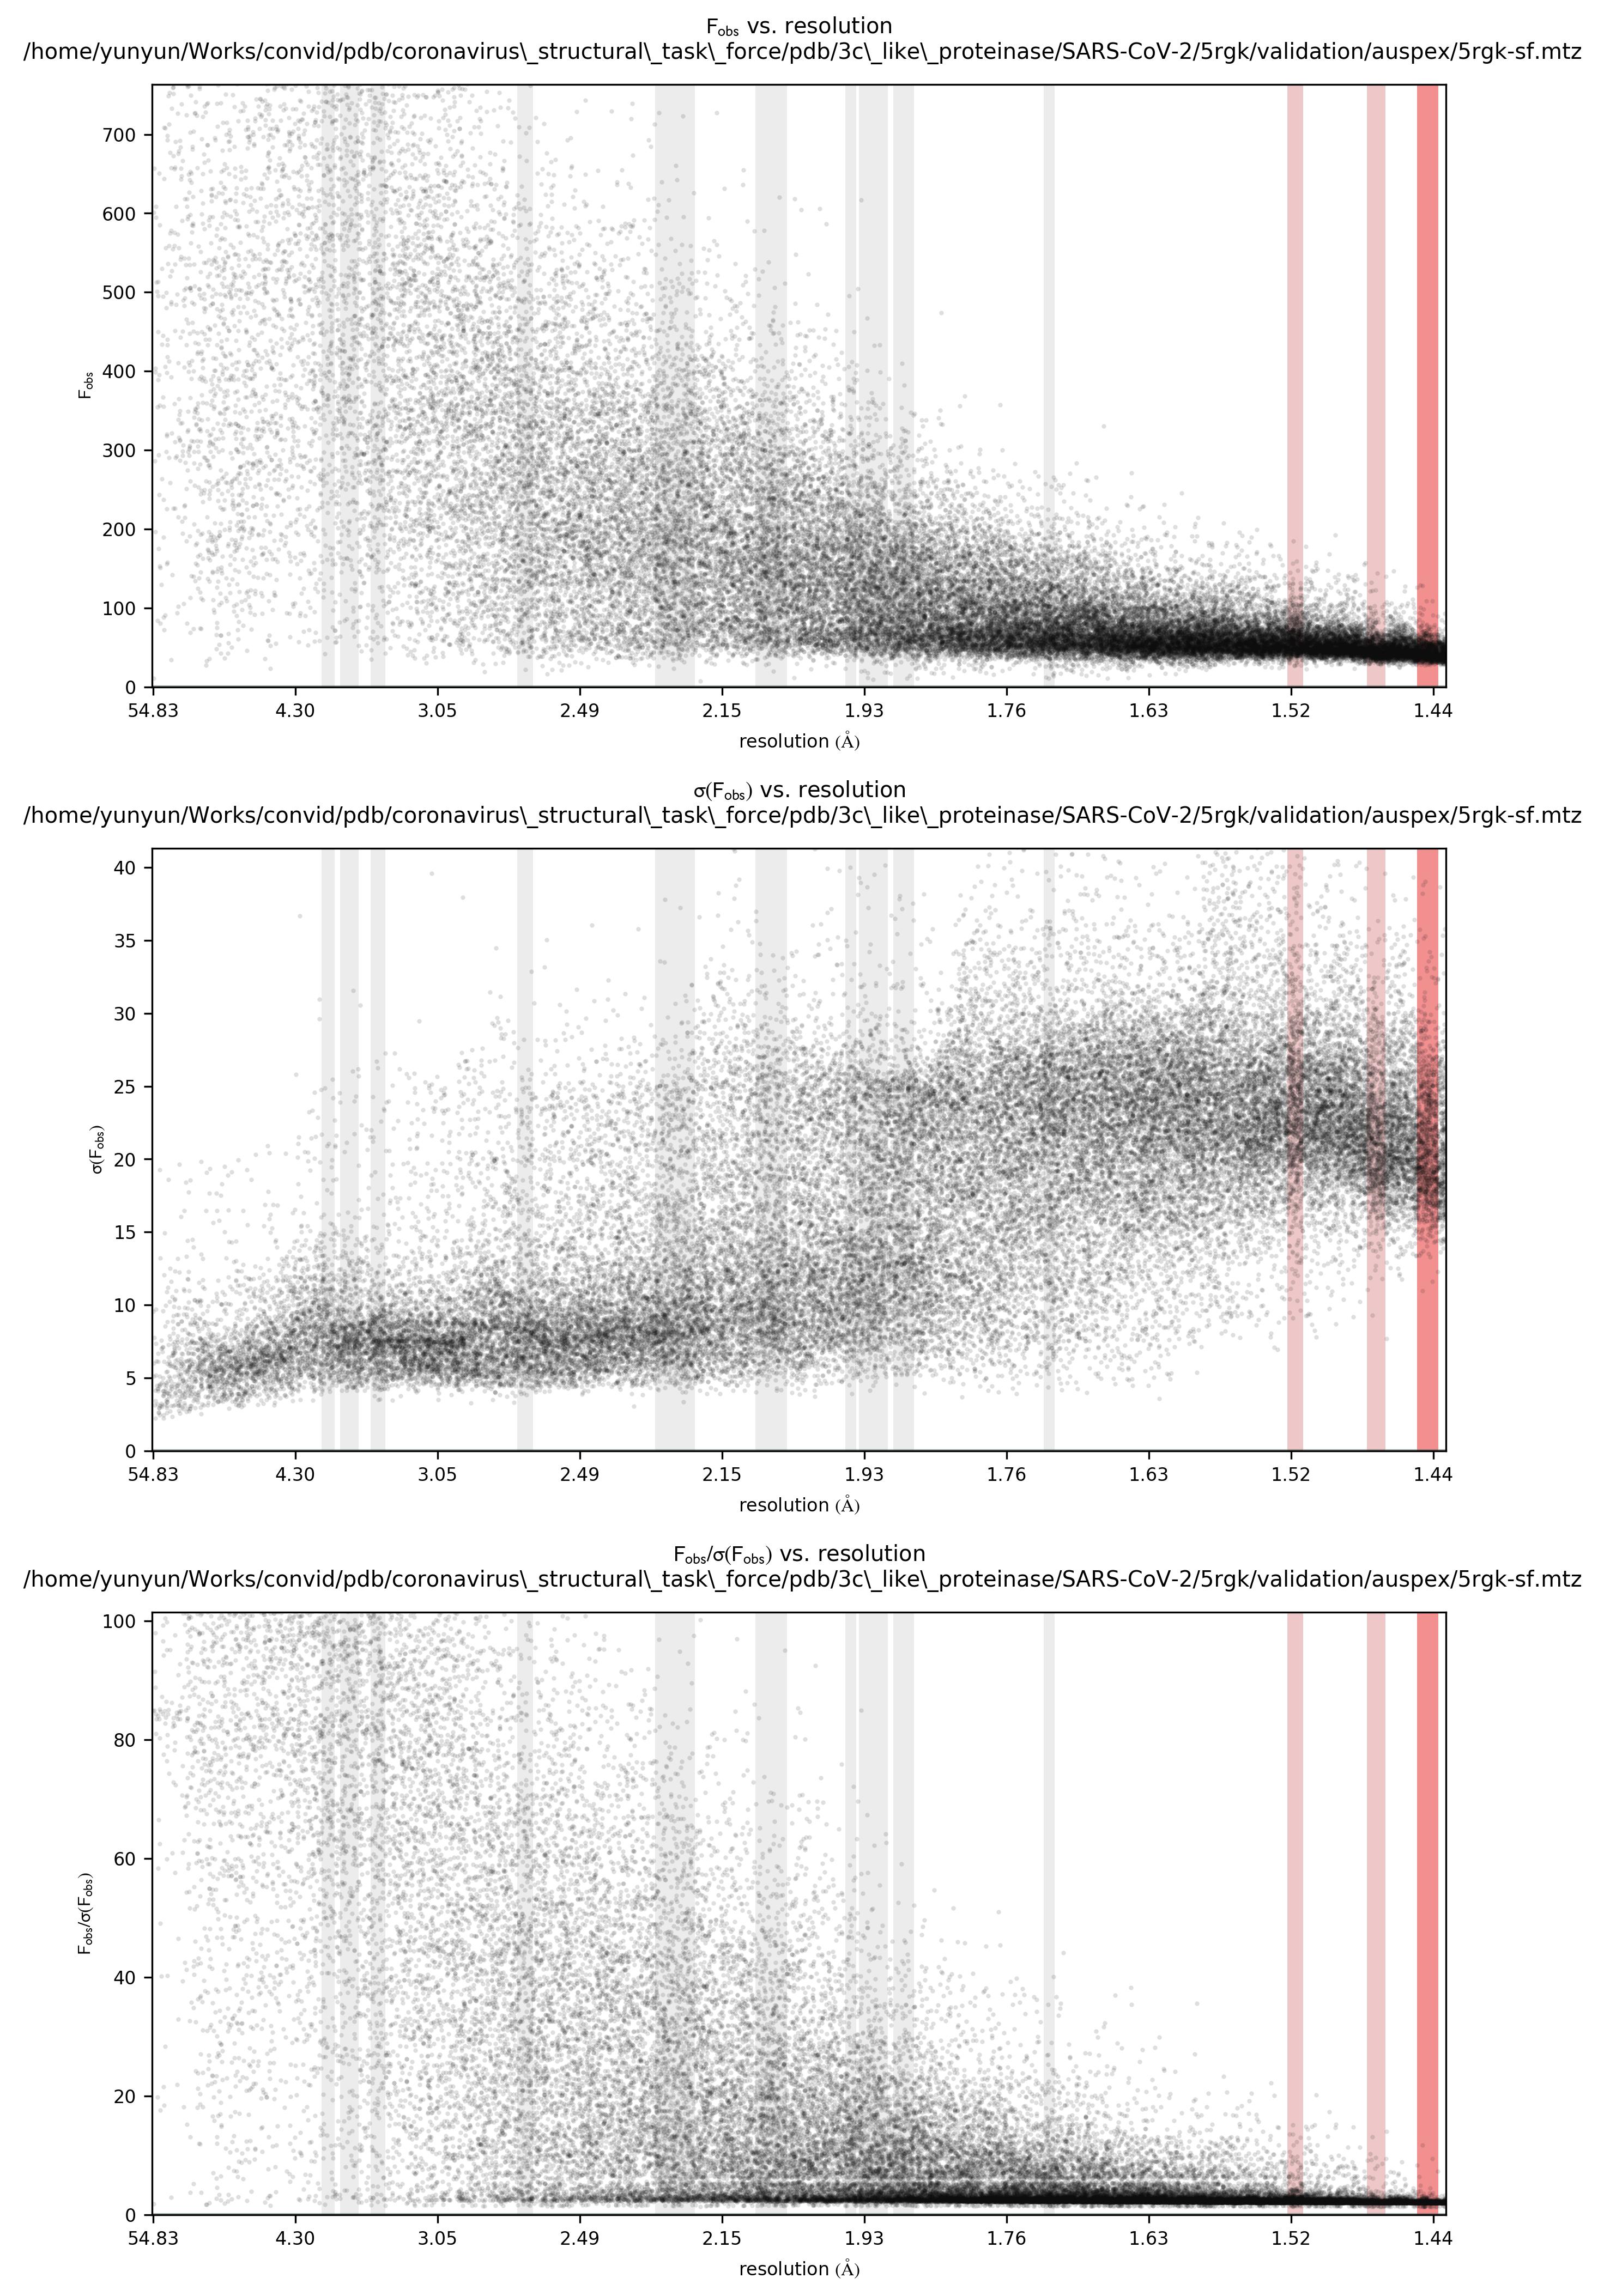 Fobs vs. resolution
/home/yunyun/Works/convid/pdb/coronavirus\_structural\_task\_force/pdb/3c\_like\_proteinase/SARS-CoV-2/5rgk/validation/auspex/5rgk-sf.mtz
700
600
500
400
300
200
100
0
Fobs
54.83 4.30 3.05 2.49 2.15 1.93 1.76 1.63 1.52 1.44
resolution (Å)
σ(Fobs) vs. resolution
/home/yunyun/Works/convid/pdb/coronavirus\_structural\_task\_force/pdb/3c\_like\_proteinase/SARS-CoV-2/5rgk/validation/auspex/5rgk-sf.mtz
40
35
30
25
20
15
10
5
0
σ(Fobs)
54.83 4.30 3.05 2.49 2.15 1.93 1.76 1.63 1.52 1.44
resolution (Å)
Fobs/σ(Fobs) vs. resolution
/home/yunyun/Works/convid/pdb/coronavirus\_structural\_task\_force/pdb/3c\_like\_proteinase/SARS-CoV-2/5rgk/validation/auspex/5rgk-sf.mtz
100
80
60
40
20
0
Fobs/σ(Fobs)
54.83 4.30 3.05 2.49 2.15 1.93 1.76 1.63 1.52 1.44
resolution (Å)